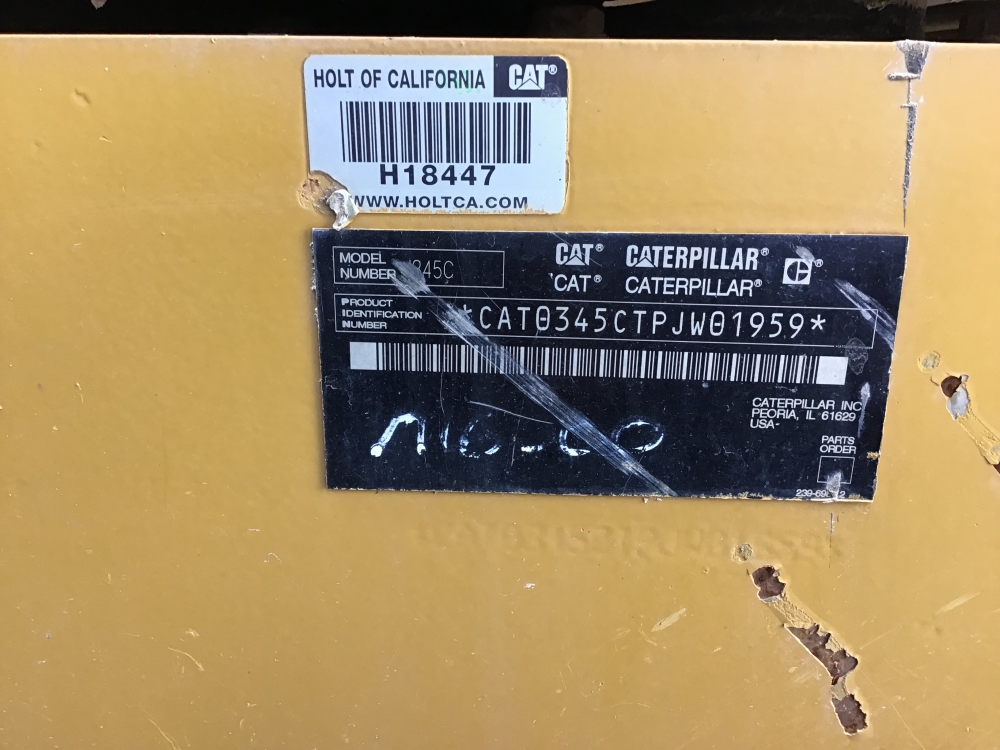 HOLT OF CALIFORNIA CAT®
H18447
WWW.HOLTCA.COM
MODEL NUMBER 345C
CAT® CATERPILLAR® ®
CAT® CATERPILLAR®
PRODUCT
IDENTIFICATION
NUMBER
*CAT0345CTPJW01959*
CATERPILLAR INC
PEORIA, IL 61629
USA
PARTS
ORDER